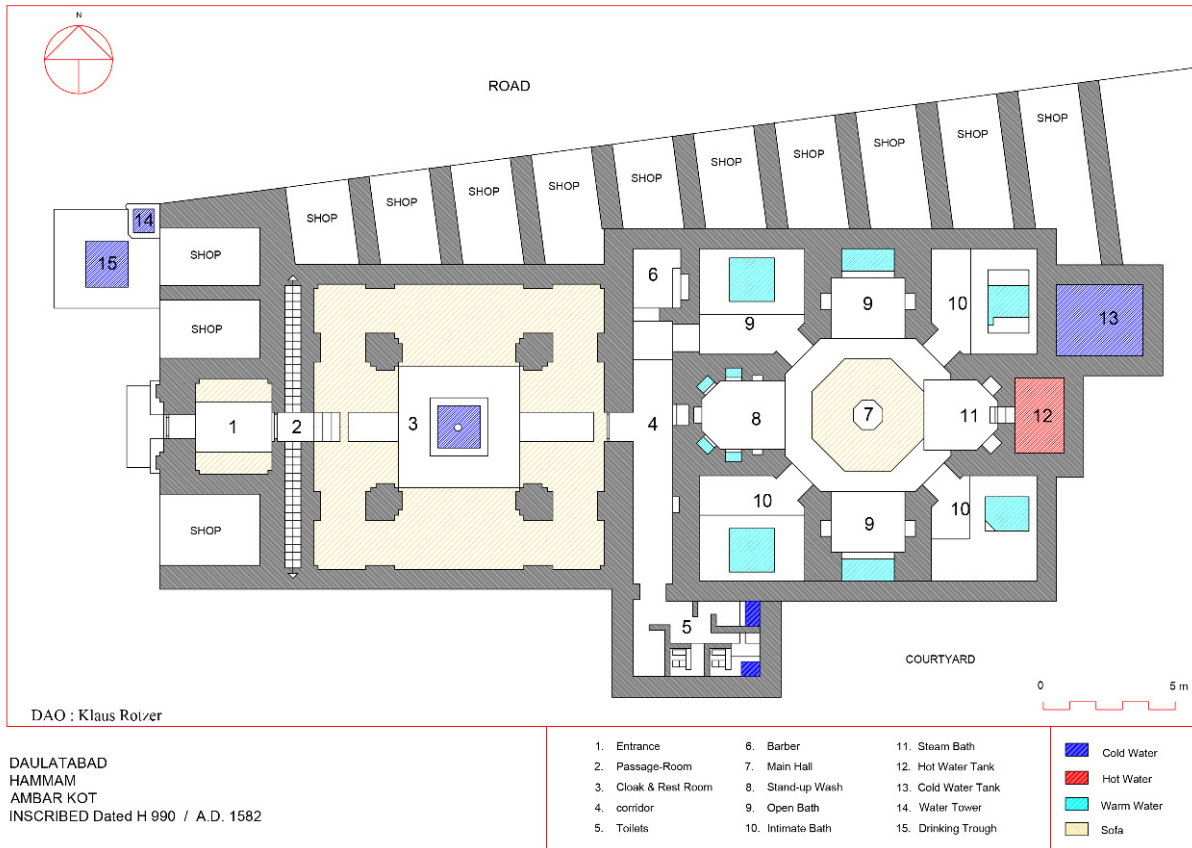 N
ROAD
SHOP
SHOP
SHOP
SHOP
SHOP
SHOP
SHOP
SHOP
SHOP
SHOP
14
15
SHOP
SHOP
SHOP
1
2
3
4
5
6
7
8
9
9
9
10
10
10
11
12
13
COURTYARD
0 5 m
DAO : Klaus Rotzer
DAULATABAD
HAMMAM
AMBAR KOT
INSCRIBED Dated H 990 / A.D. 1582
1. Entrance
2. Passage-Room
3. Cloak & Rest Room
4. corridor
5. Toilets
6. Barber
7. Main Hall
8. Stand-up Wash
9. Open Bath
10. Intimate Bath
11. Steam Bath
12. Hot Water Tank
13. Cold Water Tank
14. Water Tower
15. Drinking Trough
Cold Water
Hot Water
Warm Water
Sofa